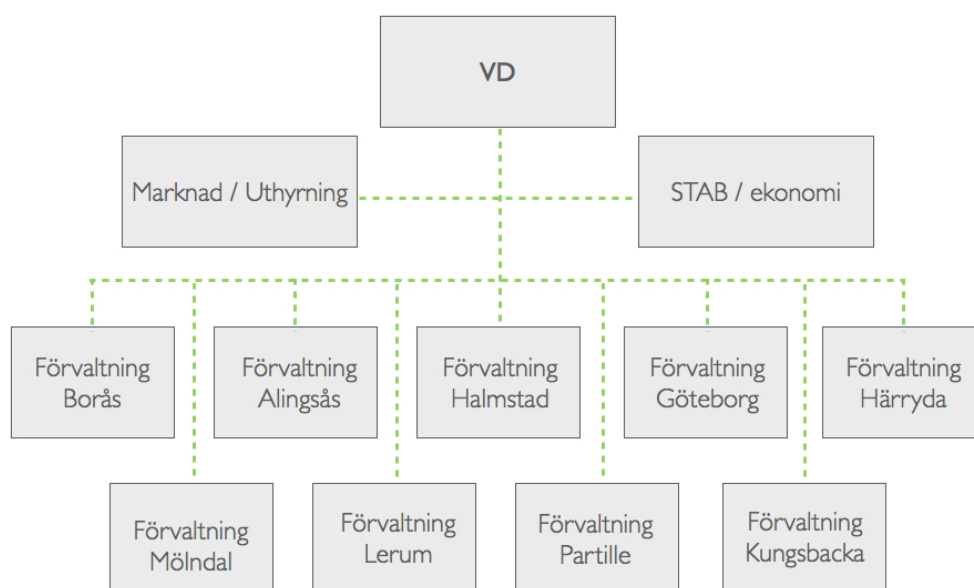 VD
Marknad / Uthyrning
STAB / ekonomi
Förvaltning
Borås
Förvaltning
Alingsås
Förvaltning
Halmstad
Förvaltning
Göteborg
Förvaltning
Härryda
Förvaltning
Mölndal
Förvaltning
Lerum
Förvaltning
Partille
Förvaltning
Kungsbacka